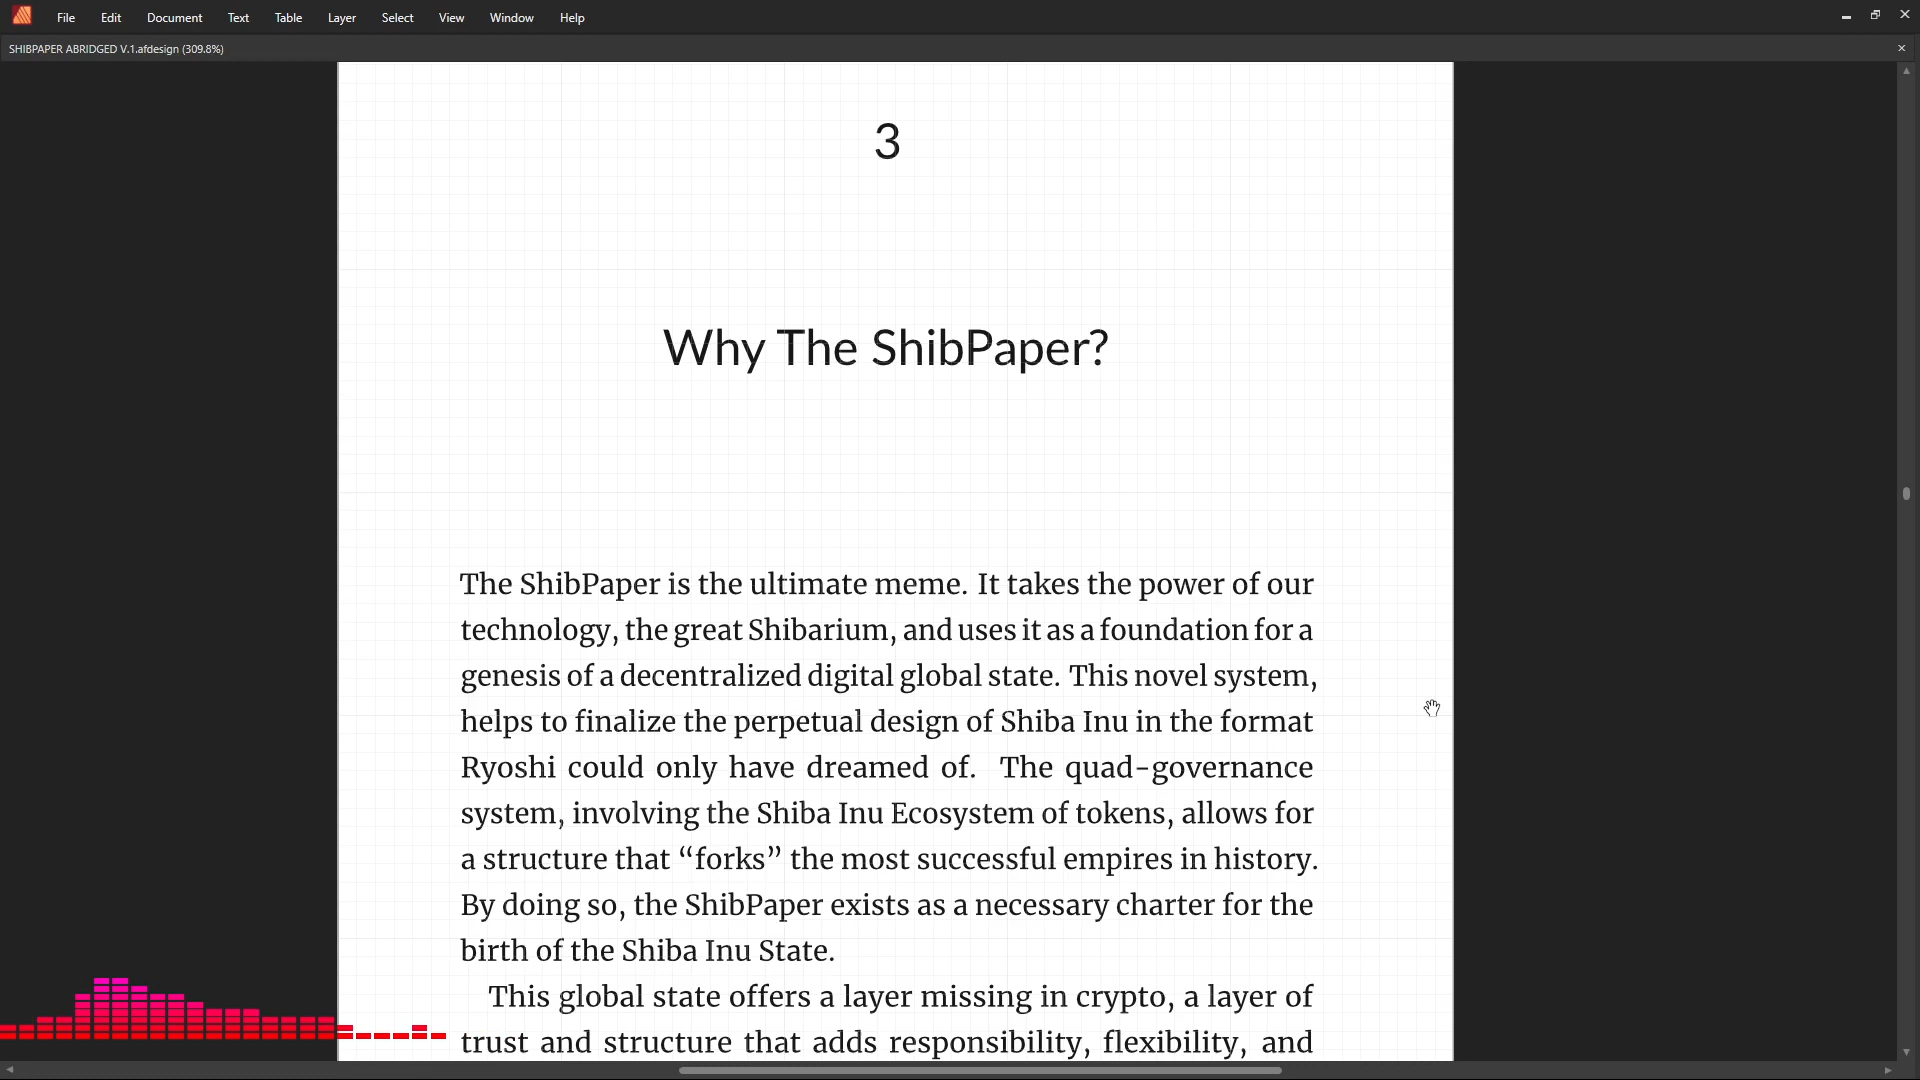 File Edit Document Text Table Layer Select View Window Help
SHIBPAPER ABRIDGED V.1.afdesign (309.8%)
3
Why The ShibPaper?
The ShibPaper is the ultimate meme. It takes the power of our
technology, the great Shibarium, and uses it as a foundation for a
genesis of a decentralized digital global state. This novel system,
helps to finalize the perpetual design of Shiba Inu in the format
Ryoshi could only have dreamed of. The quad-governance
system, involving the Shiba Inu Ecosystem of tokens, allows for
a structure that “forks” the most successful empires in history.
By doing so, the ShibPaper exists as a necessary charter for the
birth of the Shiba Inu State.
This global state offers a layer missing in crypto, a layer of
trust and structure that adds responsibility, flexibility, and